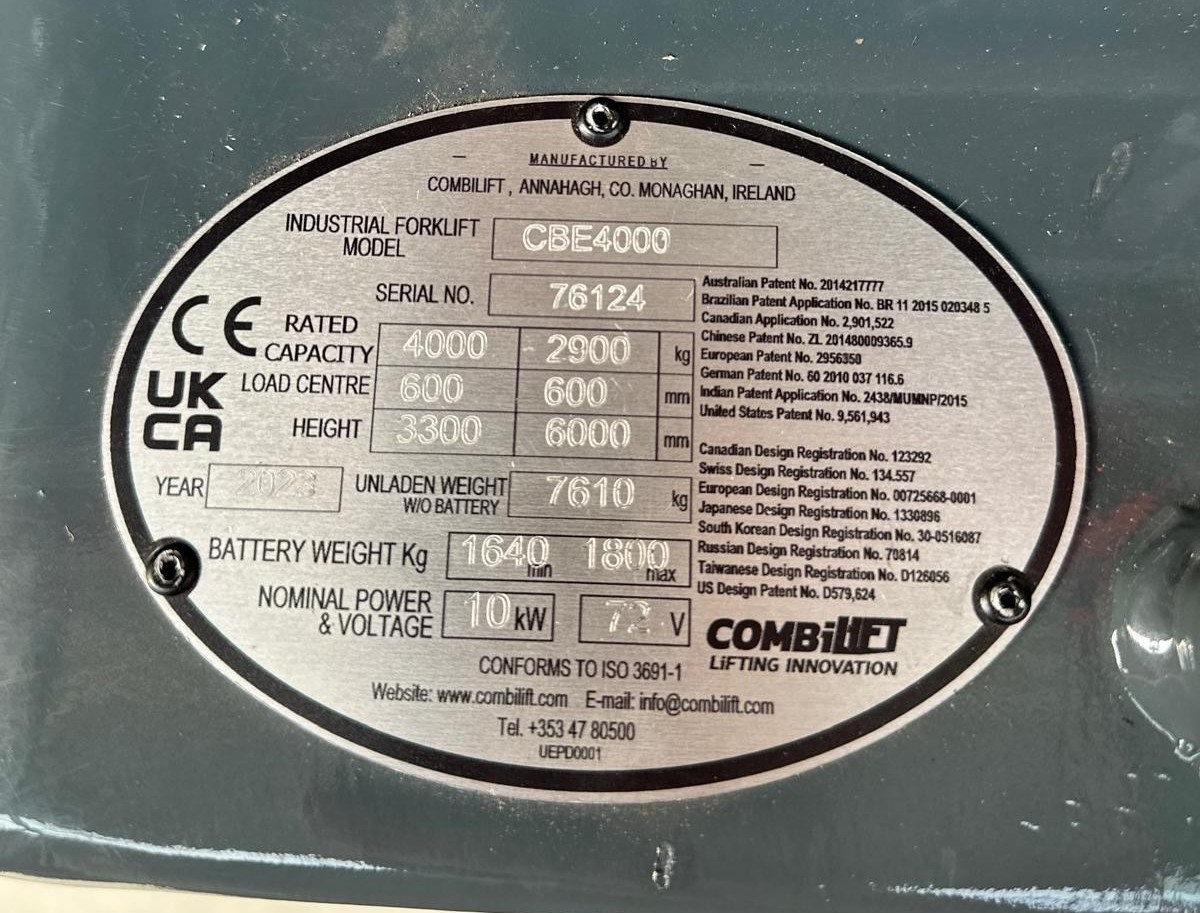 MANUFACTURED BY
COMBILIFT , ANNAHAGH, CO. MONAGHAN, IRELAND
INDUSTRIAL FORKLIFT MODEL CBE4000
SERIAL NO. 76124
CE
UK
CA
RATED CAPACITY 4000 - 2900 kg
LOAD CENTRE 600 600 mm
HEIGHT 3300 6000 mm
YEAR 2023
UNLADEN WEIGHT W/O BATTERY 7610 kg
BATTERY WEIGHT Kg 1640 min 1800 max
NOMINAL POWER & VOLTAGE 10 kW 72 V
Australian Patent No. 2014217777
Brazilian Patent Application No. BR 11 2015 020348 5
Canadian Application No. 2,901,522
Chinese Patent No. ZL 201480009365.9
European Patent No. 2956350
German Patent No. 60 2010 037 116.6
Indian Patent Application No. 2438/MUMNP/2015
United States Patent No. 9,561,943
Canadian Design Registration No. 123292
Swiss Design Registration No. 134.557
European Design Registration No. 00725668-0001
Japanese Design Registration No. 1330896
South Korean Design Registration No. 30-0516087
Russian Design Registration No. 70814
Taiwanese Design Registration No. D126056
US Design Patent No. D579,624
COMBiLIFT
LiFTING INNOVATION
CONFORMS TO ISO 3691-1
Website: www.combilift.com E-mail: info@combilift.com
Tel. +353 47 80500
UEPD0001